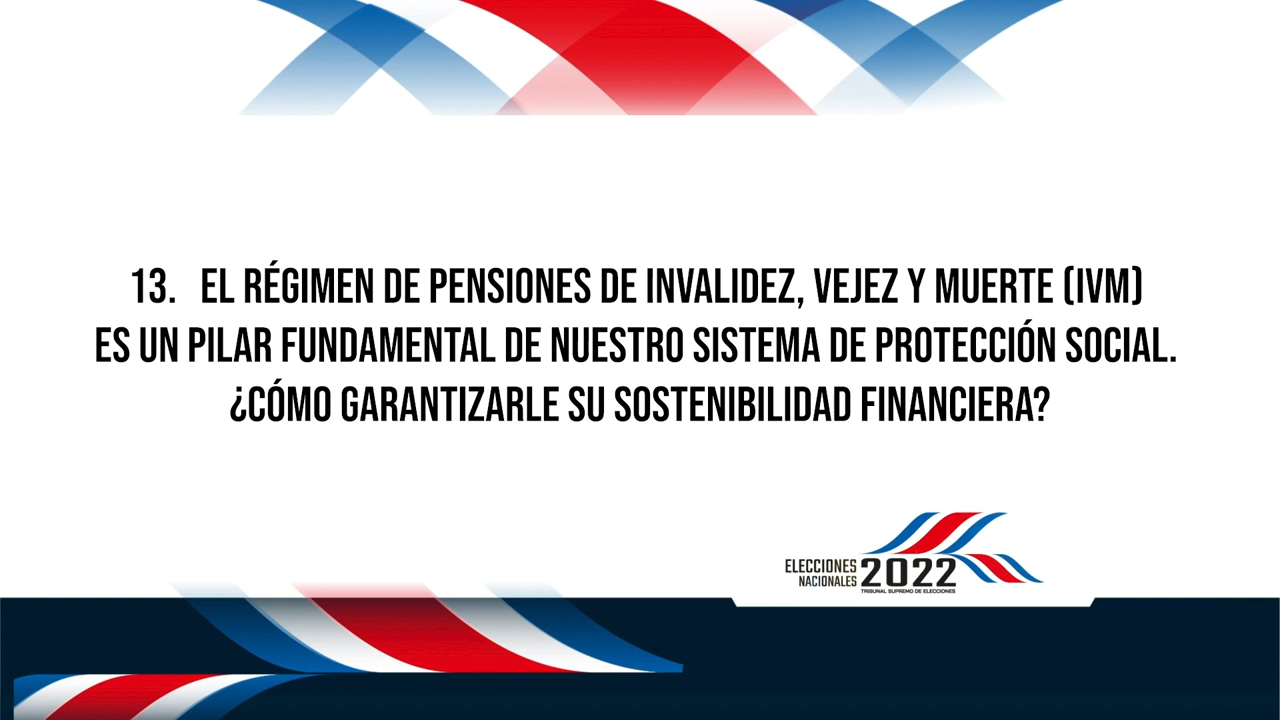 13. EL RÉGIMEN DE PENSIONES DE INVALIDEZ, VEJEZ Y MUERTE (IVM)
ES UN PILAR FUNDAMENTAL DE NUESTRO SISTEMA DE PROTECCIÓN SOCIAL.
¿CÓMO GARANTIZARLE SU SOSTENIBILIDAD FINANCIERA?
ELECCIONES
NACIONALES
2022
TRIBUNAL SUPREMO DE ELECCIONES